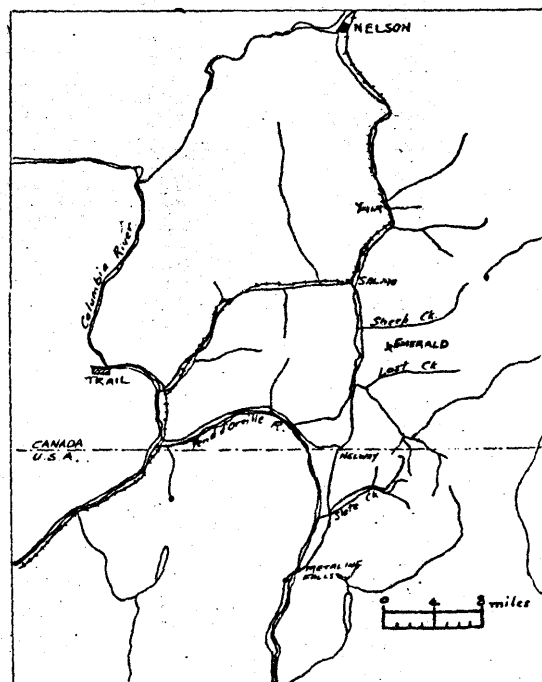 NELSON
Ymir
Columbia River
SALMO
Sheep Ck.
EMERALD
Lost Ck
TRAIL
Pend d'oreille R.
CANADA
U.S.A.
NELWAY
Slate Ck
METALINE
FALLS
0 4 8 miles